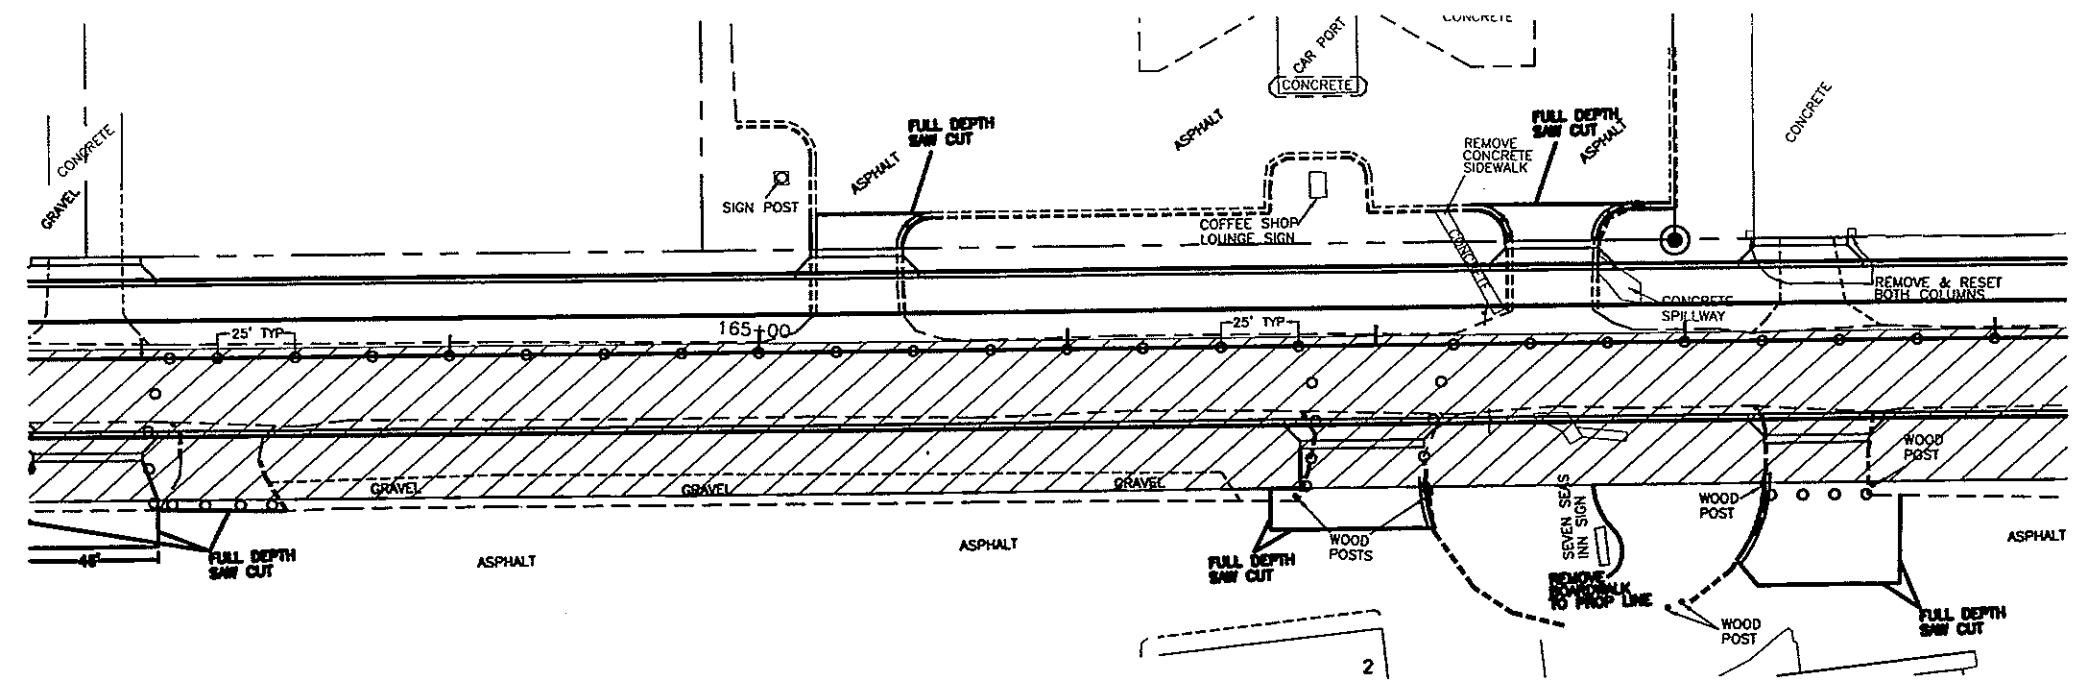 CONCRETE
CAR PORT
CONCRETE
CONCRETE
GRAVEL
FULL DEPTH
SAW CUT
ASPHALT
ASPHALT
FULL DEPTH
SAW CUT
ASPHALT
CONCRETE
REMOVE
CONCRETE
SIDEWALK
SIGN POST
COFFEE SHOP
LOUNGE SIGN
CONCRETE
REMOVE & RESET
BOTH COLUMNS
CONCRETE
SPILLWAY
25' TYP
165+00
25' TYP
GRAVEL
GRAVEL
GRAVEL
WOOD
POST
WOOD
POST
SEVEN SEAS
INN SIGN
48'
FULL DEPTH
SAW CUT
ASPHALT
ASPHALT
FULL DEPTH
SAW CUT
WOOD
POSTS
ASPHALT
REMOVE
BOARDWALK
TO PROP LINE
WOOD
POST
FULL DEPTH
SAW CUT
2